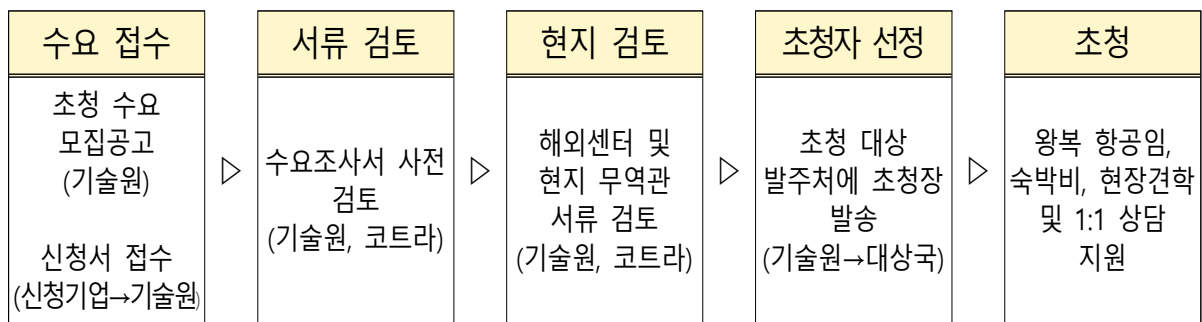 수요 접수
초청 수요
모집공고
(기술원)
신청서 접수
(신청기업→기술원)
▷
서류 검토
수요조사서 사전
검토
(기술원, 코트라)
▷
현지 검토
해외센터 및
현지 무역관
서류 검토
(기술원, 코트라)
▷
초청자 선정
초청 대상
발주처에 초청장
발송
(기술원→대상국)
▷
초청
왕복 항공임,
숙박비, 현장견학
및 1:1 상담
지원